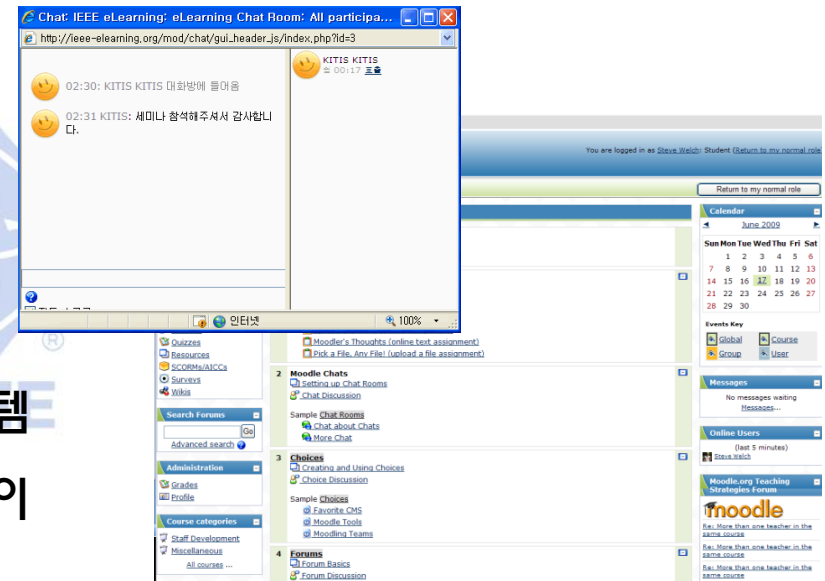 Chat: IEEE eLearning: eLearning Chat Room: All participa...
http://ieee-elearning.org/mod/chat/gui_header_js/index.php?id=3
02:30: KITIS KITIS 대화방에 들어옴
02:31 KITIS: 세미나 참석해주셔서 감사합니
다.
KITIS KITIS
쉼 00:17 호출
인터넷
100%
You are logged in as Steve Welch: Student (Return to my normal role
Return to my normal role
Quizzes
Resources
SCORMs/AICCs
Surveys
Wikis
Search Forums
Go
Advanced search
Administration
Grades
Profile
Course categories
Staff Development
Miscellaneous
All courses ...
Moodler's Thoughts (online text assignment)
Pick a File, Any File! (upload a file assignment)
2 Moodle Chats
Setting up Chat Rooms
Chat Discussion
Sample Chat Rooms
Chat about Chats
More Chat
3 Choices
Creating and Using Choices
Choice Discussion
Sample Choices
Favorite CMS
Moodle Tools
Moodling Teams
4 Forums
Forum Basics
Forum Discussion
Calendar
June 2009
Sun Mon Tue Wed Thu Fri Sat
1 2 3 4 5 6
7 8 9 10 11 12 13
14 15 16 17 18 19 20
21 22 23 24 25 26 27
28 29 30
Events Key
Global Course
Group User
Messages
No messages waiting
Messages...
Online Users
(last 5 minutes)
Steve Welch
Moodle.org Teaching
Strategies Forum
moodle
Re: More than one teacher in the
same course
Re: More than one teacher in the
same course
Re: More than one teacher in the
same course
템
이